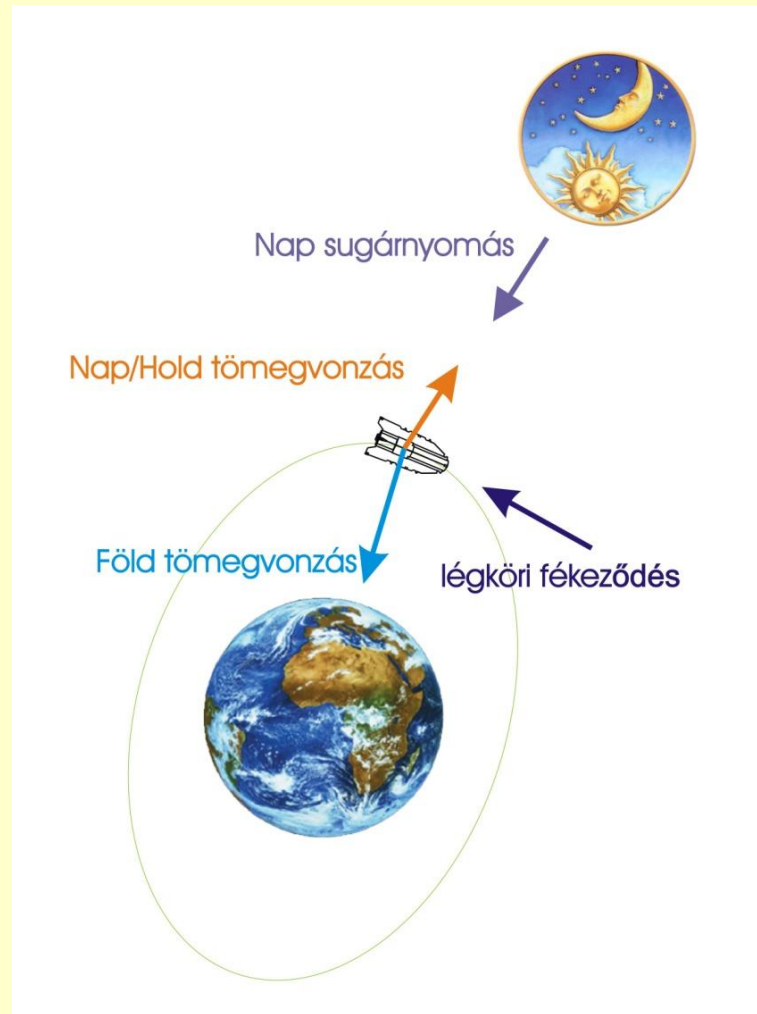 Nap sugárnyomás
Nap/Hold tömegvonzás
Föld tömegvonzás
légköri fékeződés